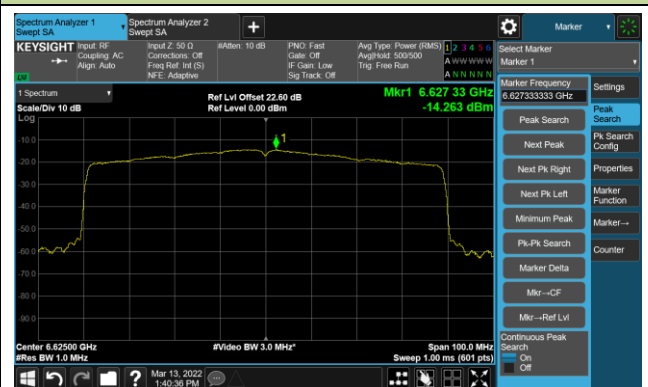 Spectrum Analyzer 1
Swept SA
Spectrum Analyzer 2
Swept SA
Marker
KEYSIGHT
Input: RF
Coupling: AC
Align: Auto
Input Z: 50 Ω
Corrections: Off
Freq Ref: Int (S)
NFE: Adaptive
#Atten: 10 dB
PNO: Fast
Gate: Off
IF Gain: Low
Sig Track: Off
Avg Type: Power (RMS)
Avg|Hold: 500/500
Trig: Free Run
1 2 3 4 5 6
A W W W W W
A N N N N N
LXI
Select Marker
Marker 1
1 Spectrum
Scale/Div 10 dB
Log
Ref Lvl Offset 22.60 dB
Ref Level 0.00 dBm
Mkr1 6.627 33 GHz
-14.263 dBm
1
-10.0
-20.0
-30.0
-40.0
-50.0
-60.0
-70.0
-80.0
-90.0
Center 6.62500 GHz
#Res BW 1.0 MHz
#Video BW 3.0 MHz*
Span 100.0 MHz
Sweep 1.00 ms (601 pts)
Marker Frequency
6.627333333 GHz
Peak Search
Next Peak
Next Pk Right
Next Pk Left
Minimum Peak
Pk-Pk Search
Marker Delta
Mkr→CF
Mkr→Ref Lvl
Continuous Peak
Search
On
Off
Settings
Peak
Search
Pk Search
Config
Properties
Marker
Function
Marker→
Counter
?
Mar 13, 2022
1:40:36 PM